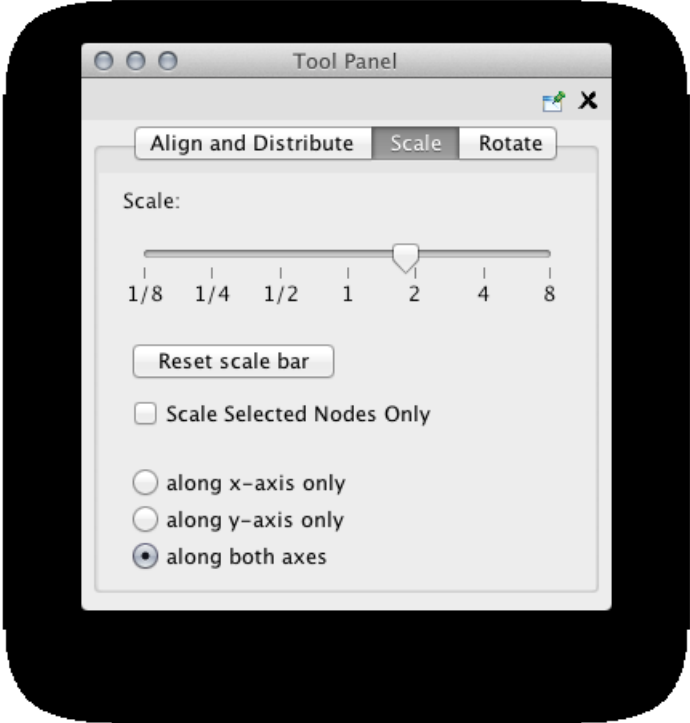 Tool Panel
Align and Distribute Scale Rotate
Scale:
1/8 1/4 1/2 1 2 4 8
Reset scale bar
Scale Selected Nodes Only
along x-axis only
along y-axis only
along both axes